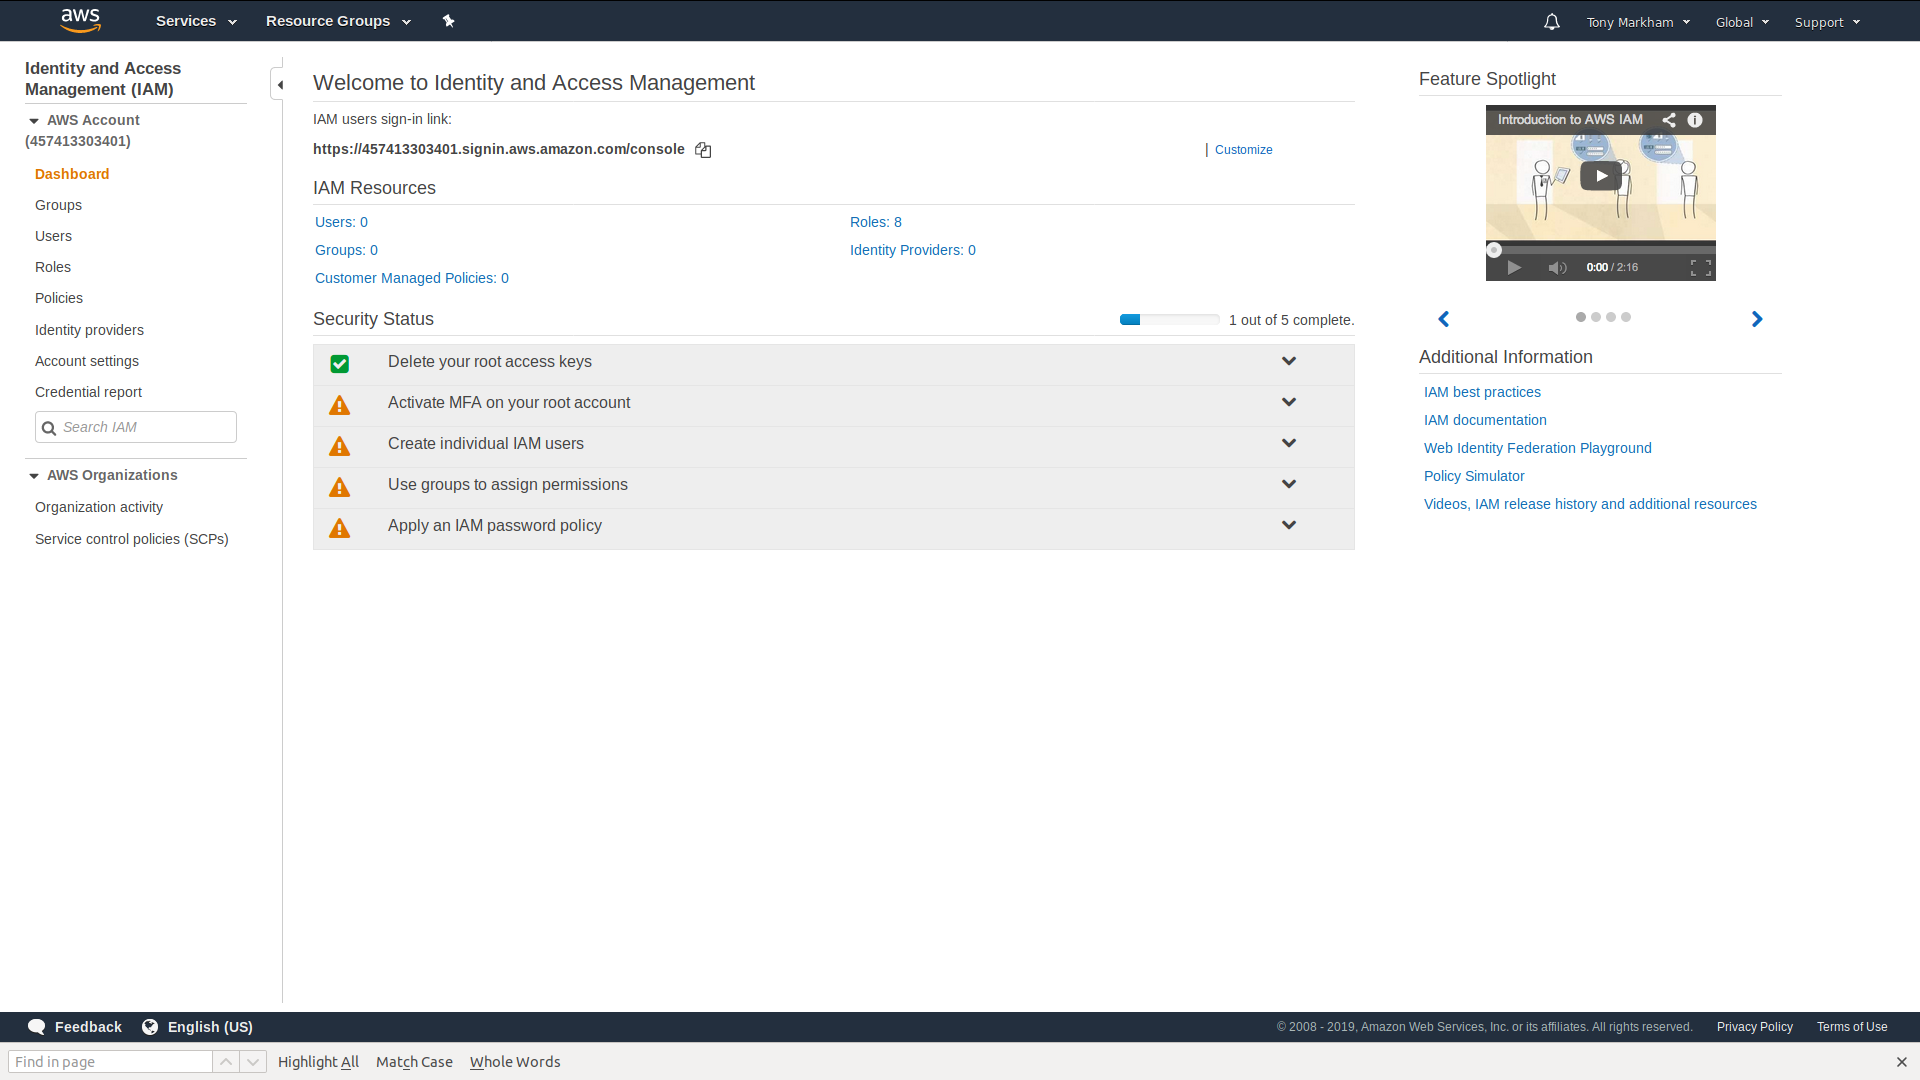 aws
Services
Resource Groups
Tony Markham
Global
Support
Identity and Access
Management (IAM)
AWS Account
(457413303401)
Dashboard
Groups
Users
Roles
Policies
Identity providers
Account settings
Credential report
Search IAM
AWS Organizations
Organization activity
Service control policies (SCPs)
Welcome to Identity and Access Management
IAM users sign-in link:
https://457413303401.signin.aws.amazon.com/console
| Customize
IAM Resources
Users: 0
Roles: 8
Groups: 0
Identity Providers: 0
Customer Managed Policies: 0
Security Status
1 out of 5 complete.
Delete your root access keys
Activate MFA on your root account
Create individual IAM users
Use groups to assign permissions
Apply an IAM password policy
Feature Spotlight
Introduction to AWS IAM
0:00 / 2:16
Additional Information
IAM best practices
IAM documentation
Web Identity Federation Playground
Policy Simulator
Videos, IAM release history and additional resources
Feedback
English (US)
© 2008 - 2019, Amazon Web Services, Inc. or its affiliates. All rights reserved.
Privacy Policy
Terms of Use
Find in page
Highlight All
Match Case
Whole Words